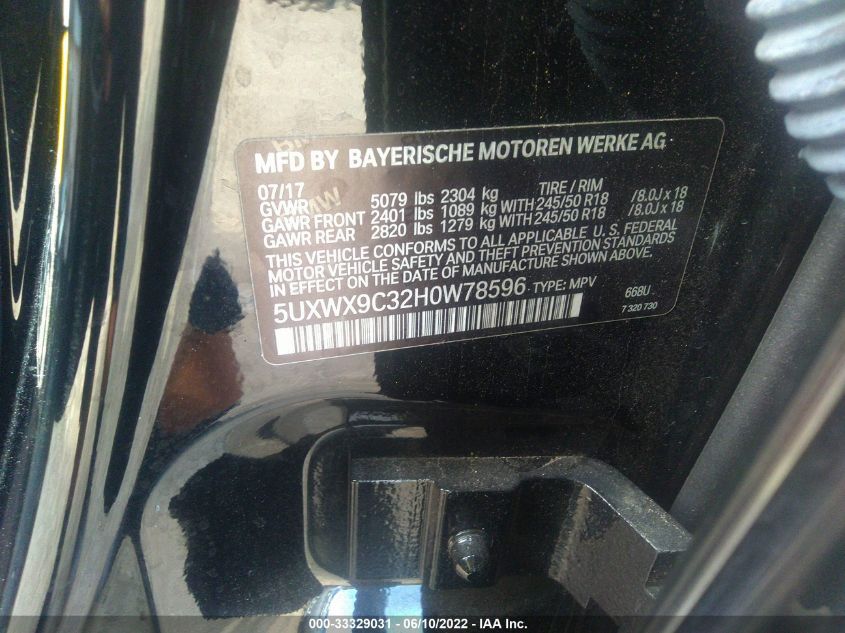 MFD BY BAYERISCHE MOTOREN WERKE AG
07/17 TIRE / RIM
GVWR 5079 lbs 2304 kg
GAWR FRONT 2401 lbs 1089 kg WITH 245/50 R18 /8.0J x 18
GAWR REAR 2820 lbs 1279 kg WITH 245/50 R18 /8.0J x 18
THIS VEHICLE CONFORMS TO ALL APPLICABLE U. S. FEDERAL
MOTOR VEHICLE SAFETY AND THEFT PREVENTION STANDARDS
IN EFFECT ON THE DATE OF MANUFACTURE SHOWN ABOVE.
5UXWX9C32H0W78596 TYPE: MPV 668U
7 320 730
000-33329031 - 06/10/2022 - IAA Inc.